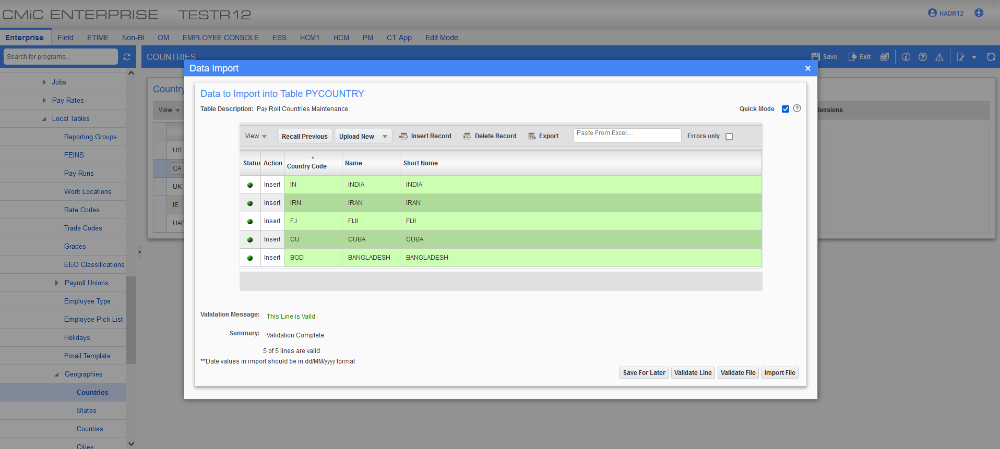 CMiC ENTERPRISE TESTR12
HADR12
Enterprise Field ETIME Non-BI OM EMPLOYEE CONSOLE ESS HCM1 HCM PM CT App Edit Mode
Search for programs...
COUNTRIES
Save Exit
Jobs
Pay Rates
Local Tables
Reporting Groups
FEINS
Pay Runs
Work Locations
Rate Codes
Trade Codes
Grades
EEO Classifications
Payroll Unions
Employee Type
Employee Pick List
Holidays
Email Template
Geographies
Countries
States
Counties
Cities
Country
View
US
CA
UK
IE
UAE
tensions
Data Import
Data to Import into Table PYCOUNTRY
Table Description: Pay Roll Countries Maintenance
Quick Mode
View Recall Previous Upload New Insert Record Delete Record Export Paste From Excel.... Errors only
Status Action * Country Code Name Short Name
Insert IN INDIA INDIA
Insert IRN IRAN IRAN
Insert FJ FIJI FIJI
Insert CU CUBA CUBA
Insert BGD BANGLADESH BANGLADESH
Validation Message: This Line is Valid
Summary: Validation Complete
5 of 5 lines are valid
**Date values in import should be in dd/MM/yyyy format
Save For Later Validate Line Validate File Import File